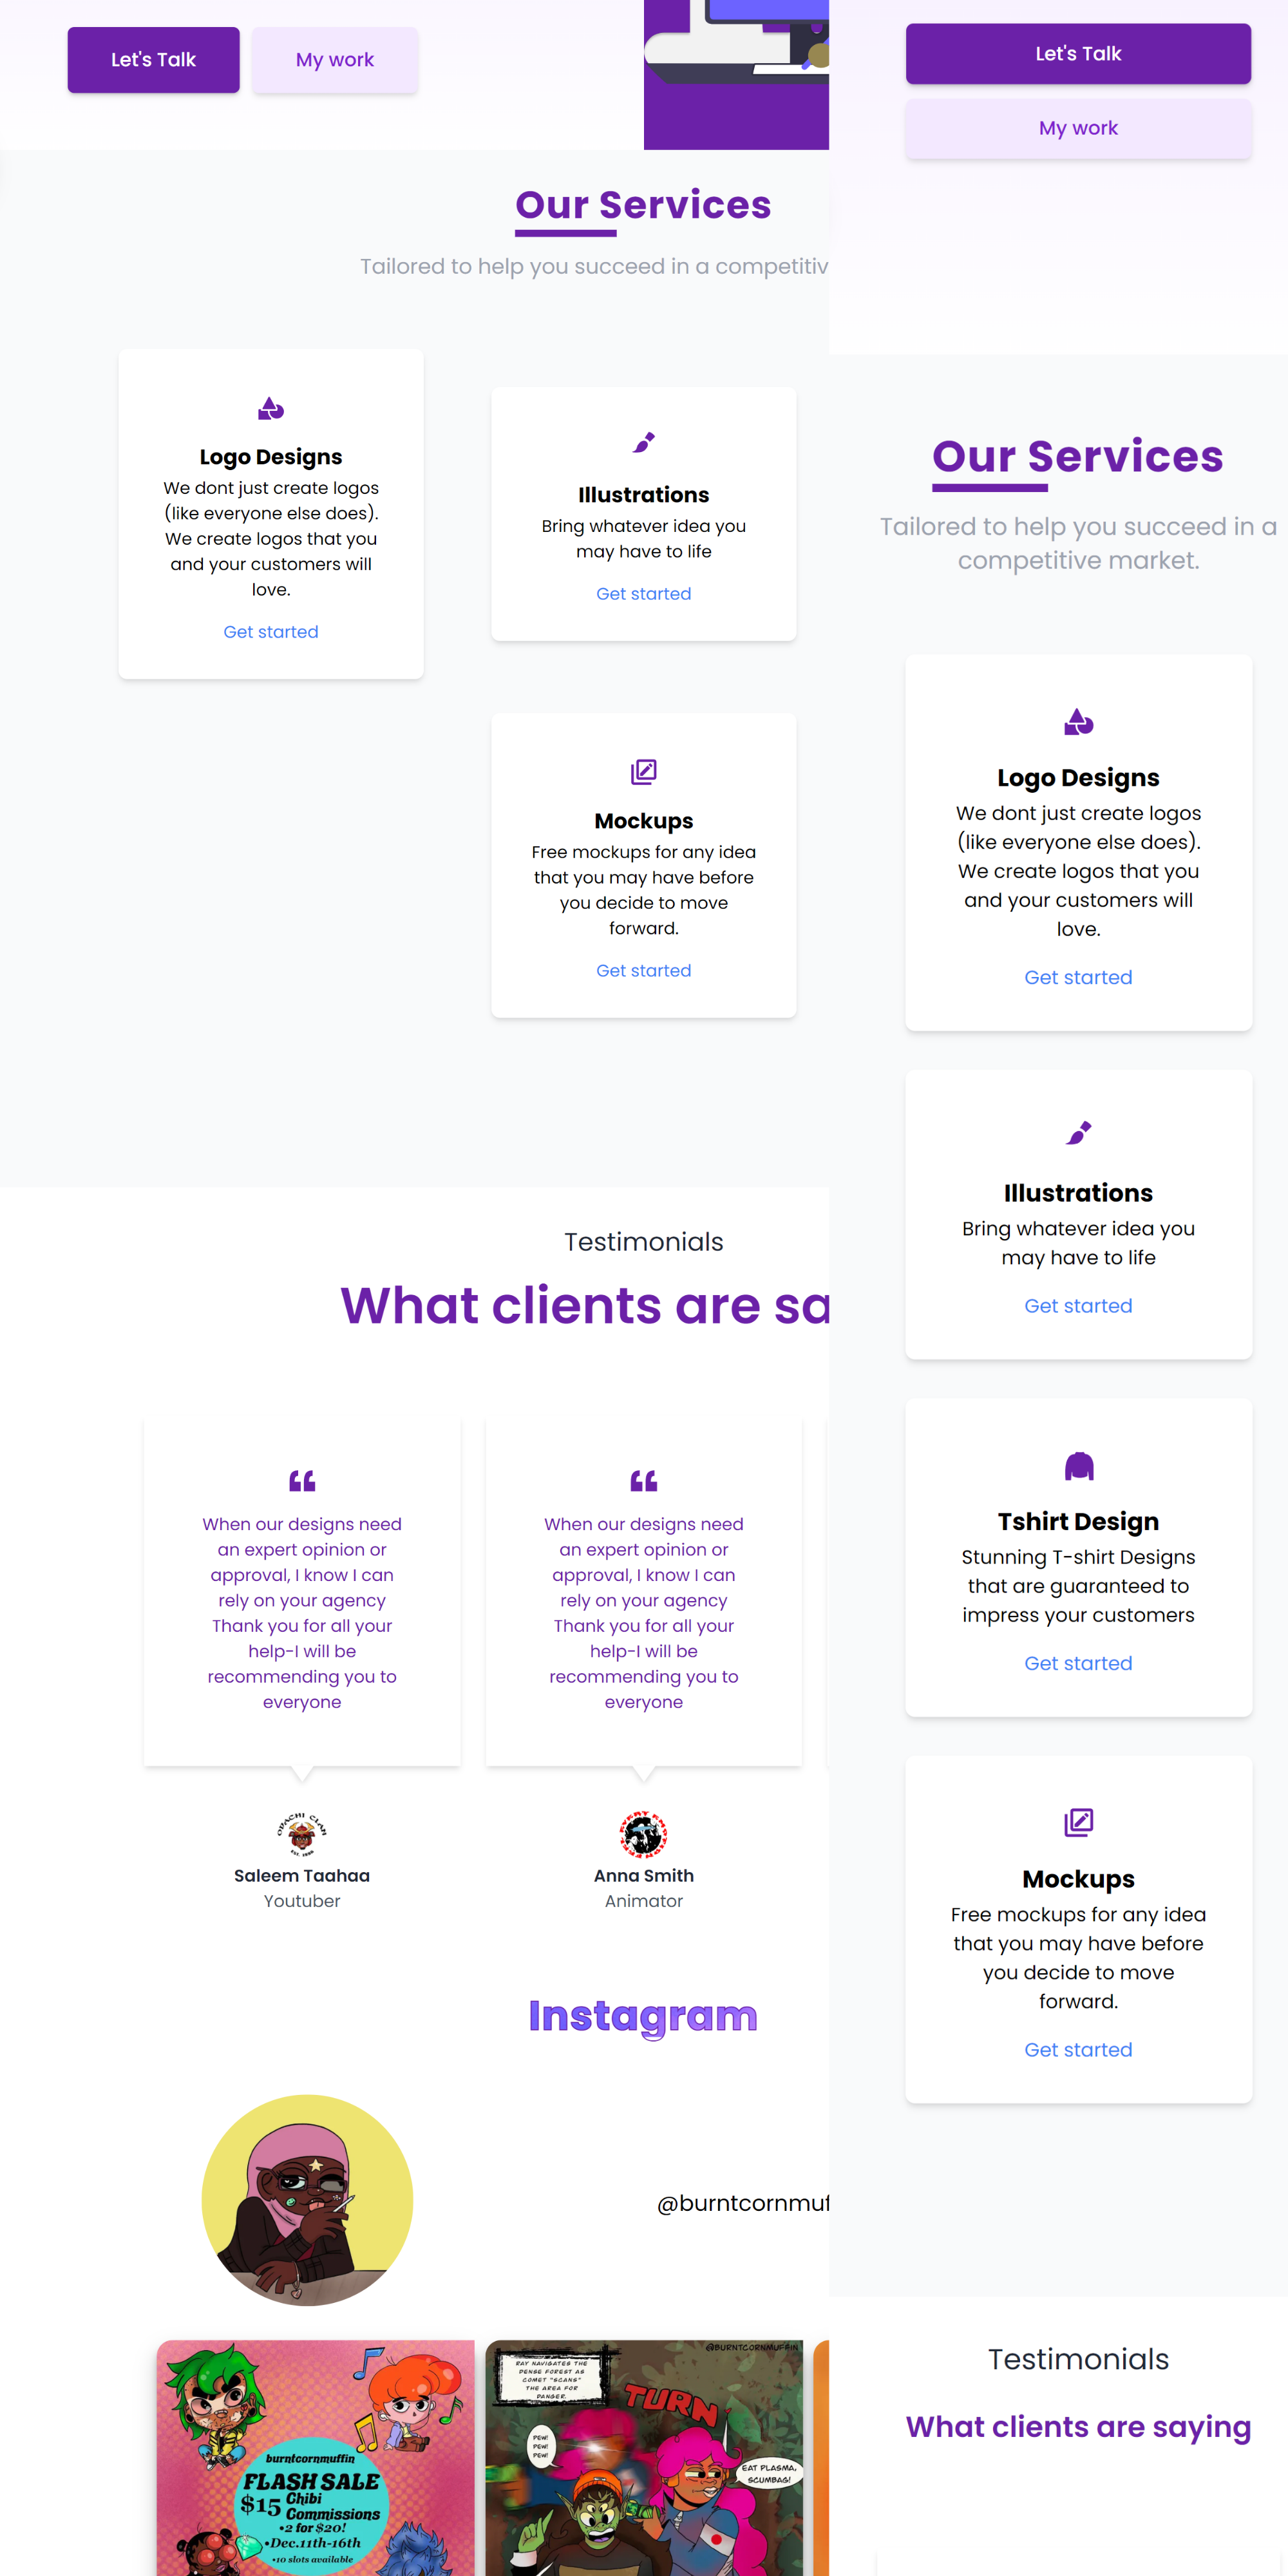 Let's Talk
My work
Our Services
Tailored to help you succeed in a competitiv
Logo Designs
We dont just create logos
(like everyone else does).
We create logos that you
and your customers will
love.
Get started
Illustrations
Bring whatever idea you
may have to life
Get started
Mockups
Free mockups for any idea
that you may have before
you decide to move
forward.
Get started
Testimonials
What clients are sa
When our designs need
an expert opinion or
approval, I know I can
rely on your agency
Thank you for all your
help-I will be
recommending you to
everyone
When our designs need
an expert opinion or
approval, I know I can
rely on your agency
Thank you for all your
help-I will be
recommending you to
everyone
ODACHI CLAN
Saleem Taahaa
Youtuber
Anna Smith
Animator
Instagram
@burntcornmuf
burntcornmuffin
FLASH SALE
$15 Chibi
Commissions
•2 for $20!
•Dec.11th-16th
•10 slots available
@BURNTCORNMUFFIN
RAY NAVIGATES THE
DENSE FOREST AS
COMET "SCANS"
THE AREA FOR
DANGER.
TURN
PEW!
PEW!
PEW!
EAT PLASMA,
SCUMBAG!
Let's Talk
My work
Our Services
Tailored to help you succeed in a
competitive market.
Logo Designs
We dont just create logos
(like everyone else does).
We create logos that you
and your customers will
love.
Get started
Illustrations
Bring whatever idea you
may have to life
Get started
Tshirt Design
Stunning T-shirt Designs
that are guaranteed to
impress your customers
Get started
Mockups
Free mockups for any idea
that you may have before
you decide to move
forward.
Get started
Testimonials
What clients are saying